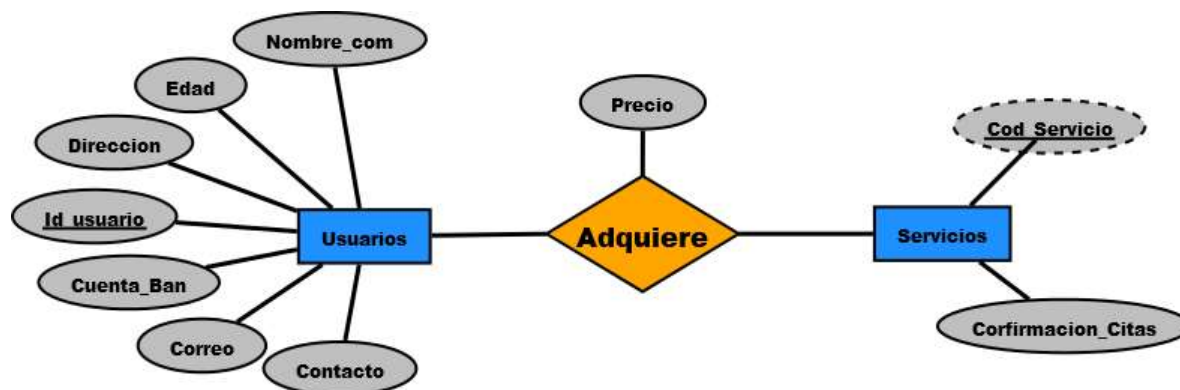 Nombre_com
Edad
Precio
Direccion
Cod_Servicio
Id_usuario
Usuarios
Adquiere
Servicios
Cuenta_Ban
Correo
Contacto
Corfirmacion_Citas